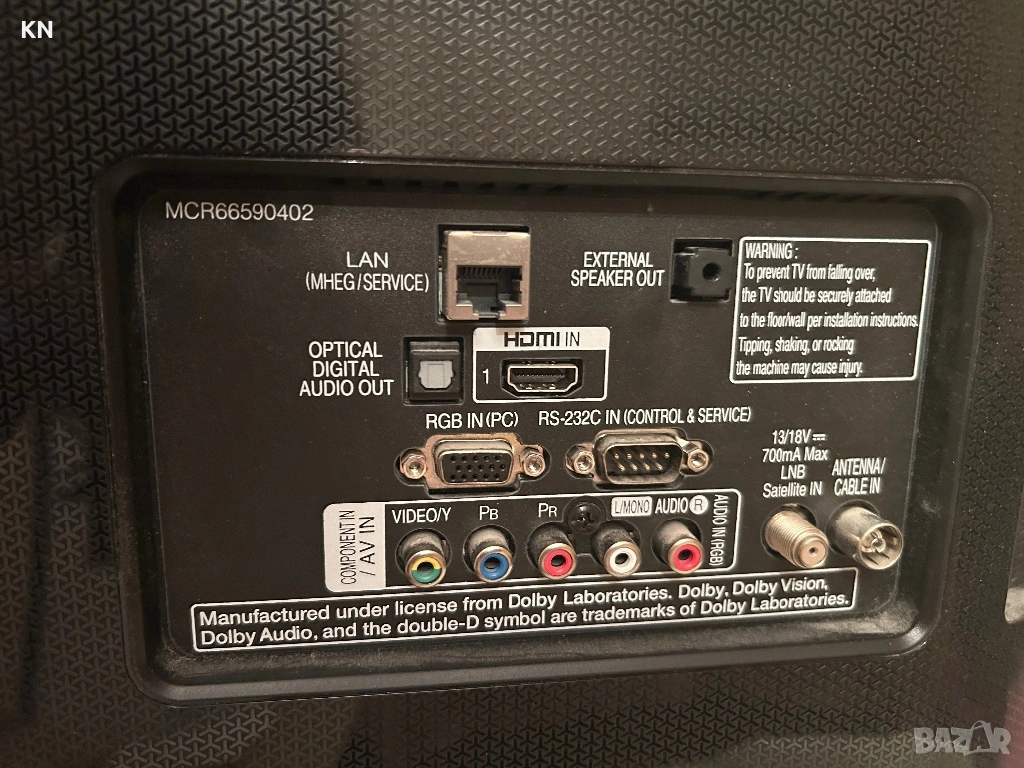 KN
MCR66590402
LAN
(MHEG/SERVICE)
EXTERNAL
SPEAKER OUT
WARNING :
To prevent TV from falling over,
the TV should be securely attached
to the floor/wall per installation instructions.
Tipping, shaking, or rocking
the machine may cause injury.
OPTICAL
DIGITAL
AUDIO OUT
HDMI IN
1
RGB IN (PC)
RS-232C IN (CONTROL & SERVICE)
13/18V⎓
700mA Max
LNB
Satellite IN
ANTENNA/
CABLE IN
COMPONENT IN
/ AV IN
VIDEO/Y
PB
PR
L/MONO AUDIO R
AUDIO IN (RGB)
Manufactured under license from Dolby Laboratories. Dolby, Dolby Vision,
Dolby Audio, and the double-D symbol are trademarks of Dolby Laboratories.
BAZAR